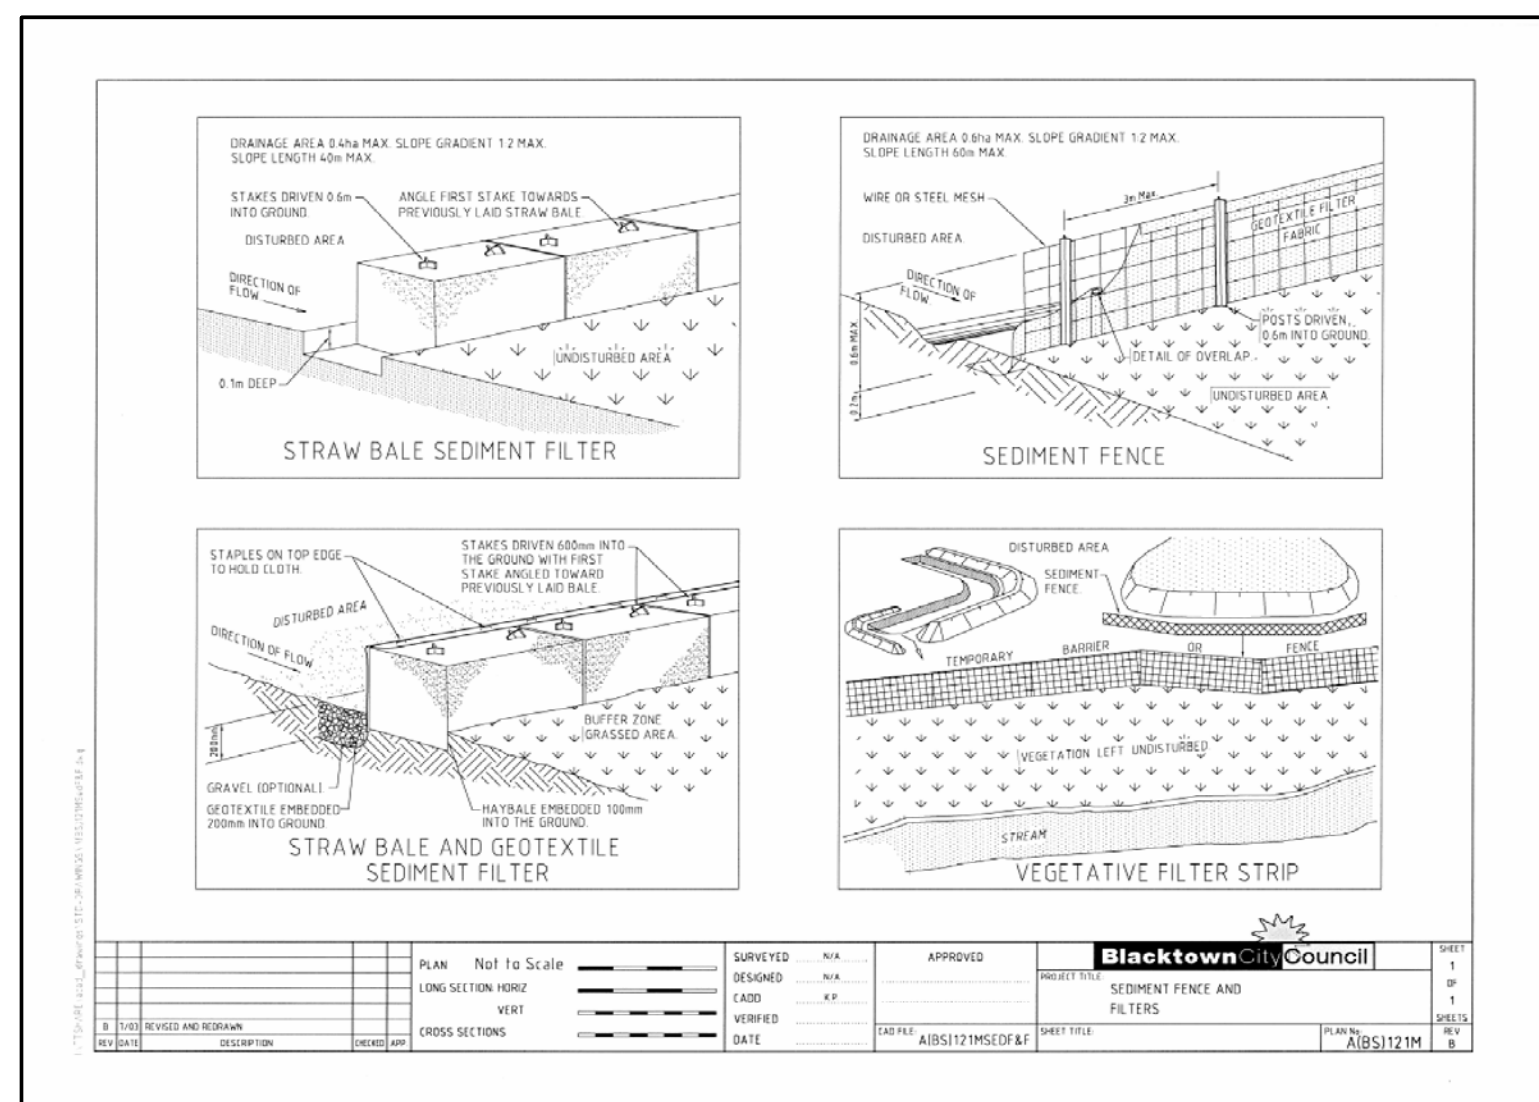 DRAINAGE AREA 0.4ha MAX. SLOPE GRADIENT 1:2 MAX.
SLOPE LENGTH 40m MAX.
STAKES DRIVEN 0.6m
INTO GROUND.
ANGLE FIRST STAKE TOWARDS
PREVIOUSLY LAID STRAW BALE.
DISTURBED AREA
DIRECTION OF
FLOW
UNDISTURBED AREA
0.1m DEEP
STRAW BALE SEDIMENT FILTER
DRAINAGE AREA 0.6ha MAX. SLOPE GRADIENT 1:2 MAX.
SLOPE LENGTH 60m MAX.
WIRE OR STEEL MESH
3m Max.
GEOTEXTILE FILTER
FABRIC
DISTURBED AREA
DIRECTION OF
FLOW
0.6m MAX.
POSTS DRIVEN,
0.6m INTO GROUND.
DETAIL OF OVERLAP.
0.2m
UNDISTURBED AREA
SEDIMENT FENCE
STAPLES ON TOP EDGE
TO HOLD CLOTH.
STAKES DRIVEN 600mm INTO
THE GROUND WITH FIRST
STAKE ANGLED TOWARD
PREVIOUSLY LAID BALE.
DISTURBED AREA
DIRECTION OF FLOW
BUFFER ZONE
GRASSED AREA.
200mm
GRAVEL (OPTIONAL).
GEOTEXTILE EMBEDDED
200mm INTO GROUND.
HAYBALE EMBEDDED 100mm
INTO THE GROUND.
STRAW BALE AND GEOTEXTILE
SEDIMENT FILTER
DISTURBED AREA
SEDIMENT
FENCE.
TEMPORARY BARRIER OR FENCE
VEGETATION LEFT UNDISTURBED
STREAM
VEGETATIVE FILTER STRIP
B 7/03 REVISED AND REDRAWN
REV DATE DESCRIPTION CHECKED APP
PLAN Not to Scale
LONG SECTION: HORIZ
VERT
CROSS SECTIONS
SURVEYED N/A
DESIGNED N/A
CADD K.P.
VERIFIED
DATE
APPROVED
CAD FILE: A(BS)121MSEDF&F
Blacktown City Council
PROJECT TITLE:
SEDIMENT FENCE AND
FILTERS
SHEET TITLE:
PLAN No:
A(BS)121M
SHEET
1
OF
1
SHEETS
REV
B